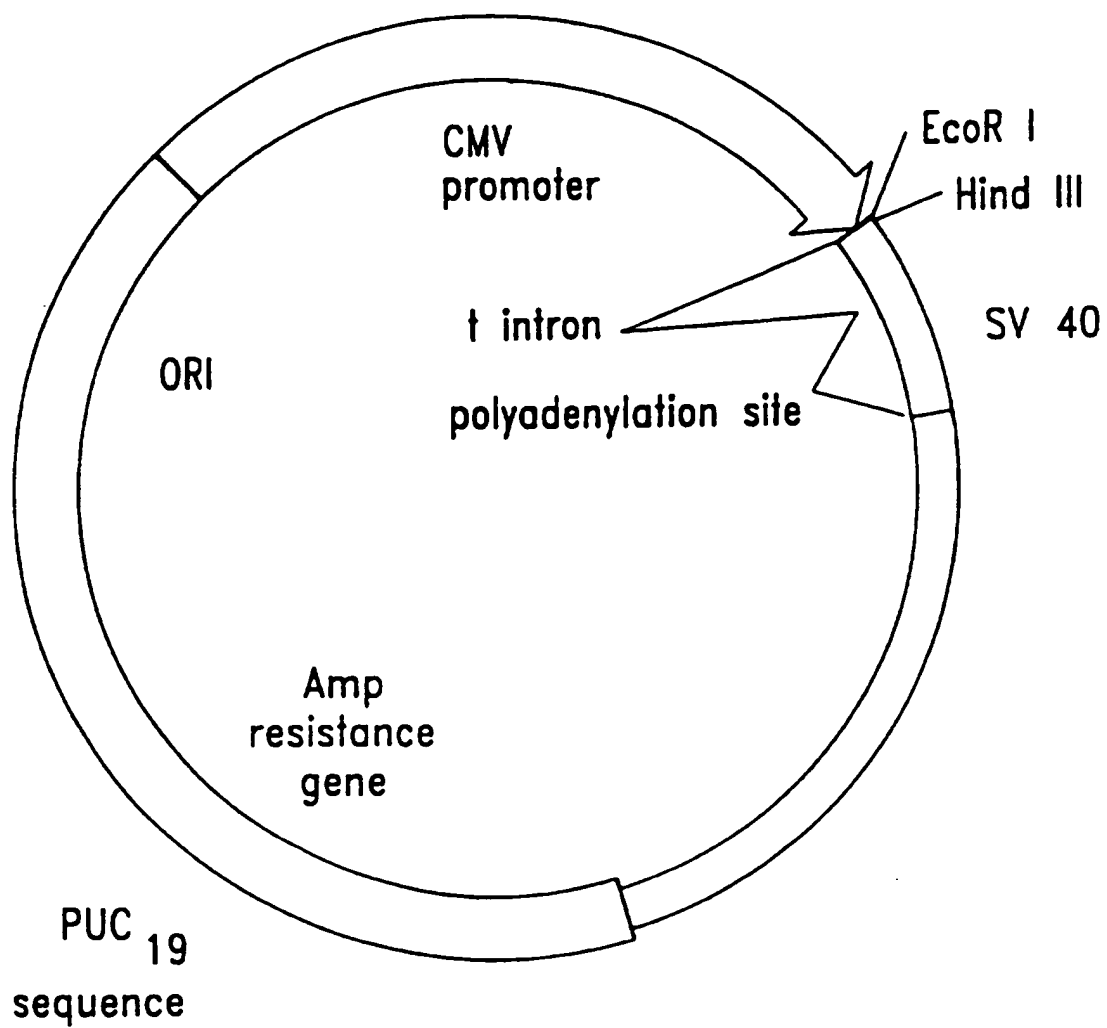 CMV
promoter
EcoR I
Hind III
t intron
SV 40
ORI
polyadenylation site
Amp
resistance
gene
PUC 19
sequence